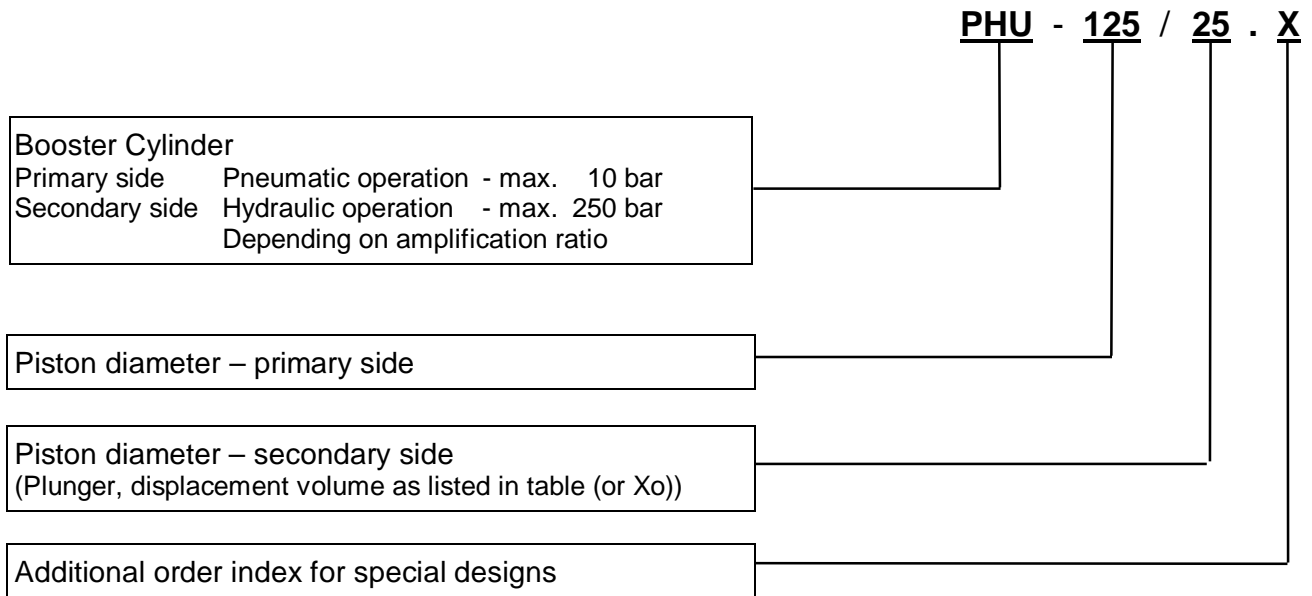 PHU - 125 / 25 . X
Booster Cylinder
Primary side Pneumatic operation - max. 10 bar
Secondary side Hydraulic operation - max. 250 bar
Depending on amplification ratio
Piston diameter – primary side
Piston diameter – secondary side
(Plunger, displacement volume as listed in table (or Xo))
Additional order index for special designs